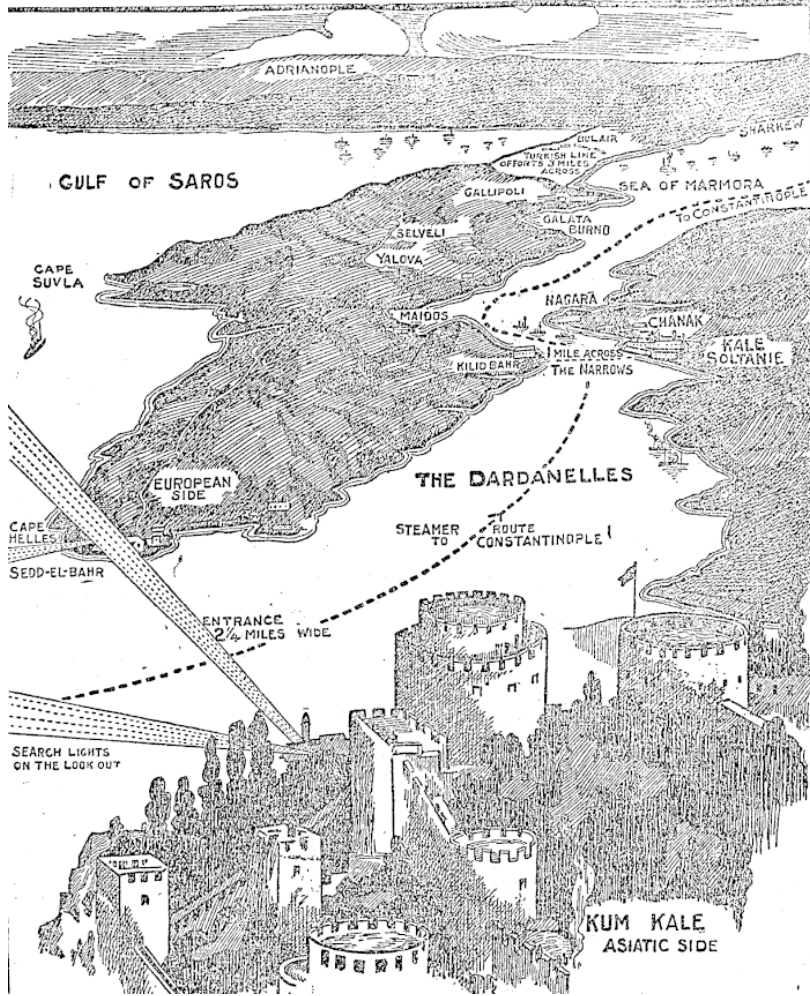 ADRIANOPLE
BULAIR
SHARKEW
TURKISH LINE
OF FORTS 3 MILES
ACROSS
GULF OF SAROS
GALLIPOLI
SEA OF MARMORA
TO CONSTANTINOPLE
GALATA
BURNO
SELVELI
YALOVA
CAPE
SUVLA
NAGARA
MAIDOS
CHANAK
KALE
SOLTANIE
KILID BAHR
1 MILE ACROSS
THE NARROWS
THE DARDANELLES
EUROPEAN
SIDE
STEAMER ROUTE
TO CONSTANTINOPLE
CAPE
HELLES
SEDD-EL-BAHR
ENTRANCE
2¼ MILES WIDE
SEARCH LIGHTS
ON THE LOOK OUT
KUM KALE
ASIATIC SIDE